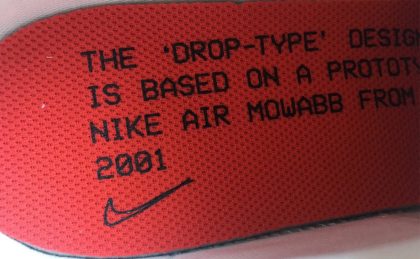 THE 'DROP-TYPE' DESIG
IS BASED ON A PROTOTY
NIKE AIR MOWABB FROM
2001